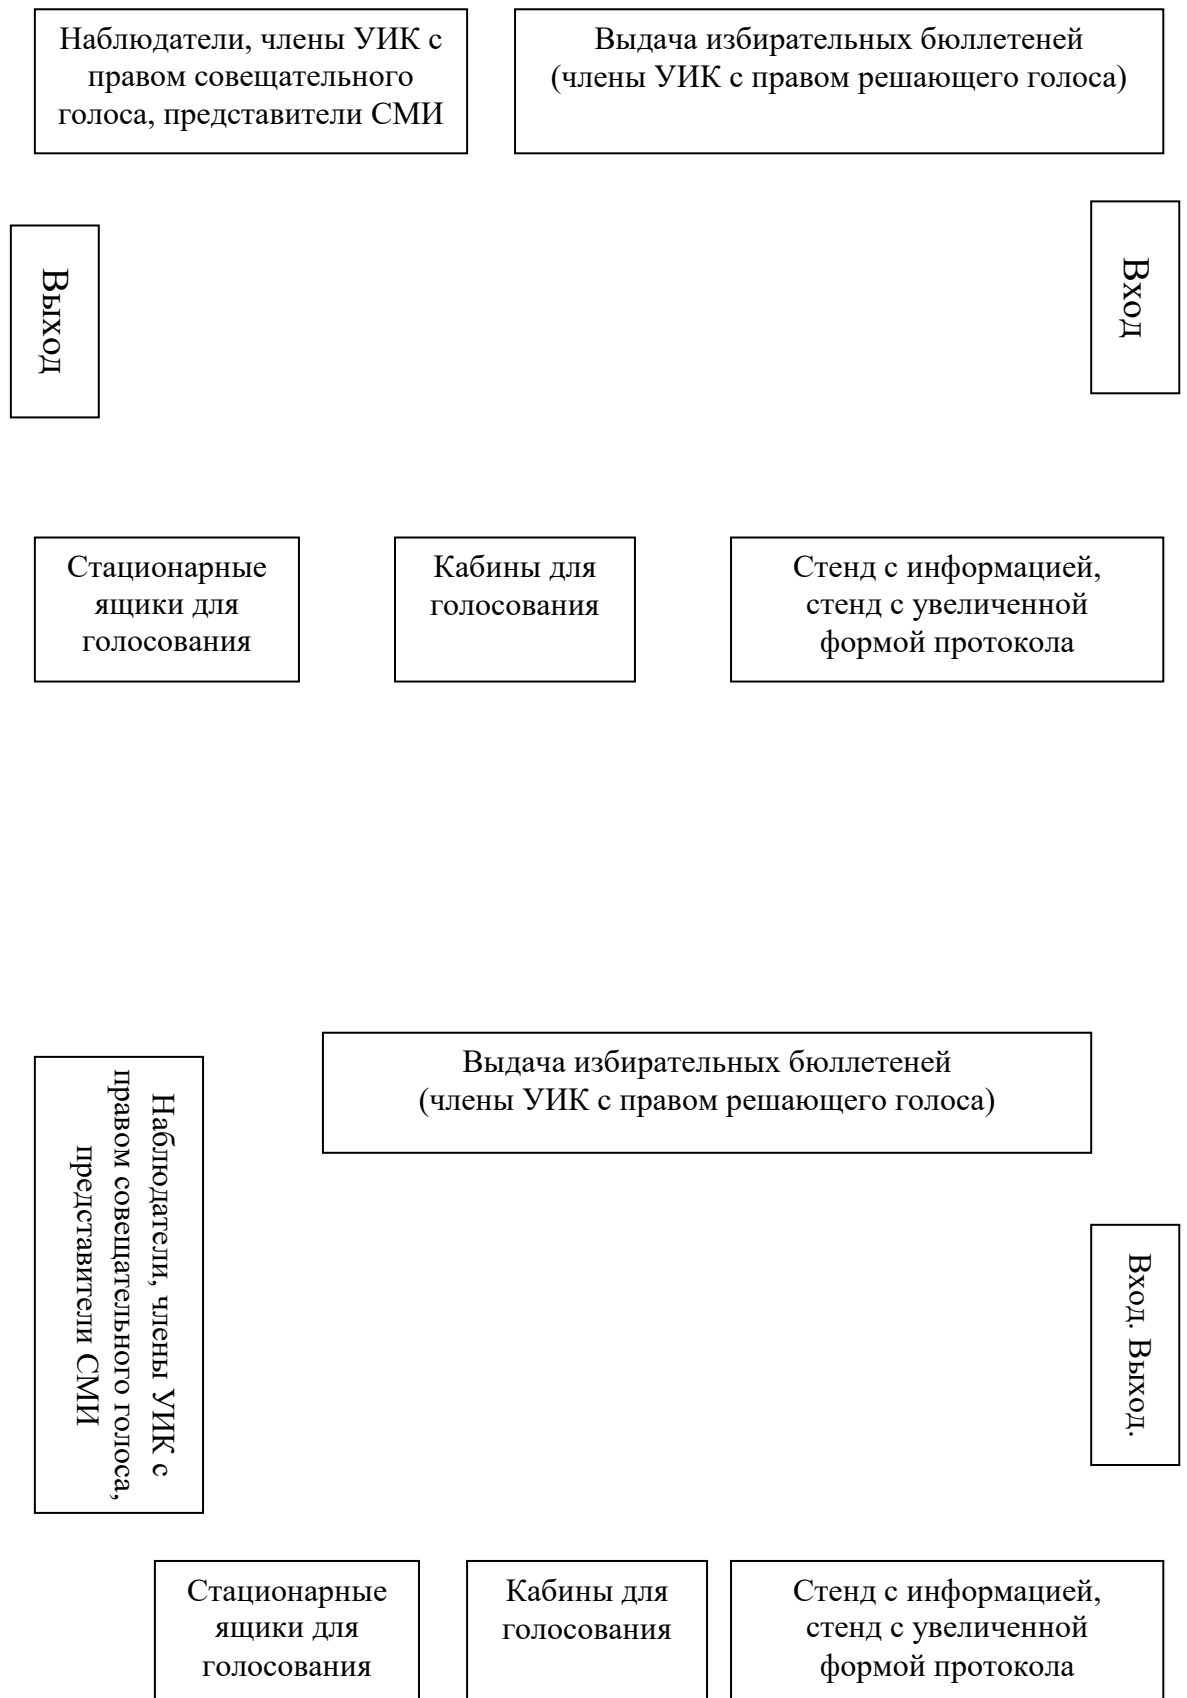 Наблюдатели, члены УИК с
правом совещательного
голоса, представители СМИ
Выдача избирательных бюллетеней
(члены УИК с правом решающего голоса)
Выход
Вход
Стационарные
ящики для
голосования
Кабины для
голосования
Стенд с информацией,
стенд с увеличенной
формой протокола
Выдача избирательных бюллетеней
(члены УИК с правом решающего голоса)
Наблюдатели, члены УИК с
правом совещательного голоса,
представители СМИ
Вход. Выход.
Стационарные
ящики для
голосования
Кабины для
голосования
Стенд с информацией,
стенд с увеличенной
формой протокола